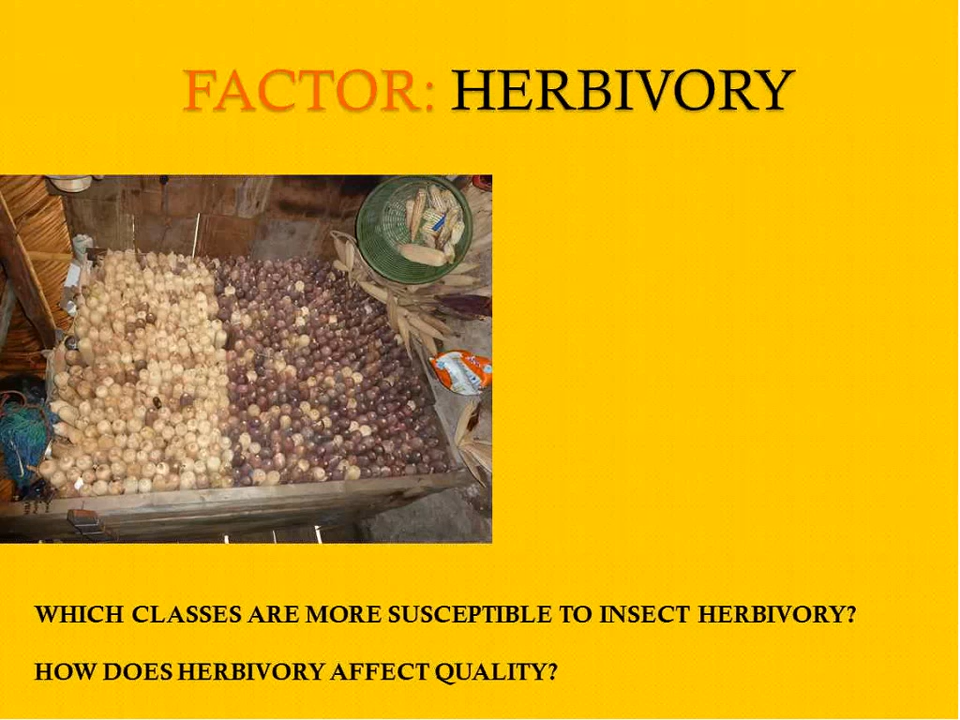 FACTOR: HERBIVORY
WHICH CLASSES ARE MORE SUSCEPTIBLE TO INSECT HERBIVORY?
HOW DOES HERBIVORY AFFECT QUALITY?